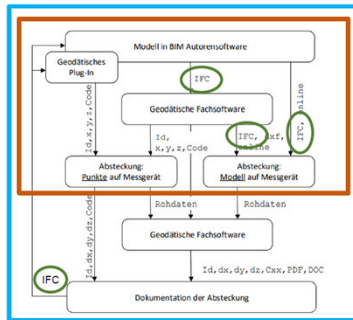 Modell in BIM Autorensoftware
Geodätisches
Plug-In
IFC
Id,x,y,z,Code
Geodätische Fachsoftware
Id,
x,y,z,Code
IFC, dxf,
online
IFC, online
Absteckung:
Punkte auf Messgerät
Absteckung:
Modell auf Messgerät
Rohdaten
Rohdaten
Id,dx,dy,dz,Code
Geodätische Fachsoftware
IFC
Id,dx,dy,dz,Cxx,PDF,DOC
Dokumentation der Absteckung